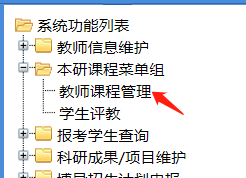 系统功能列表
教师信息维护
本研课程菜单组
教师课程管理
学生评教
报考学生查询
科研成果/项目维护